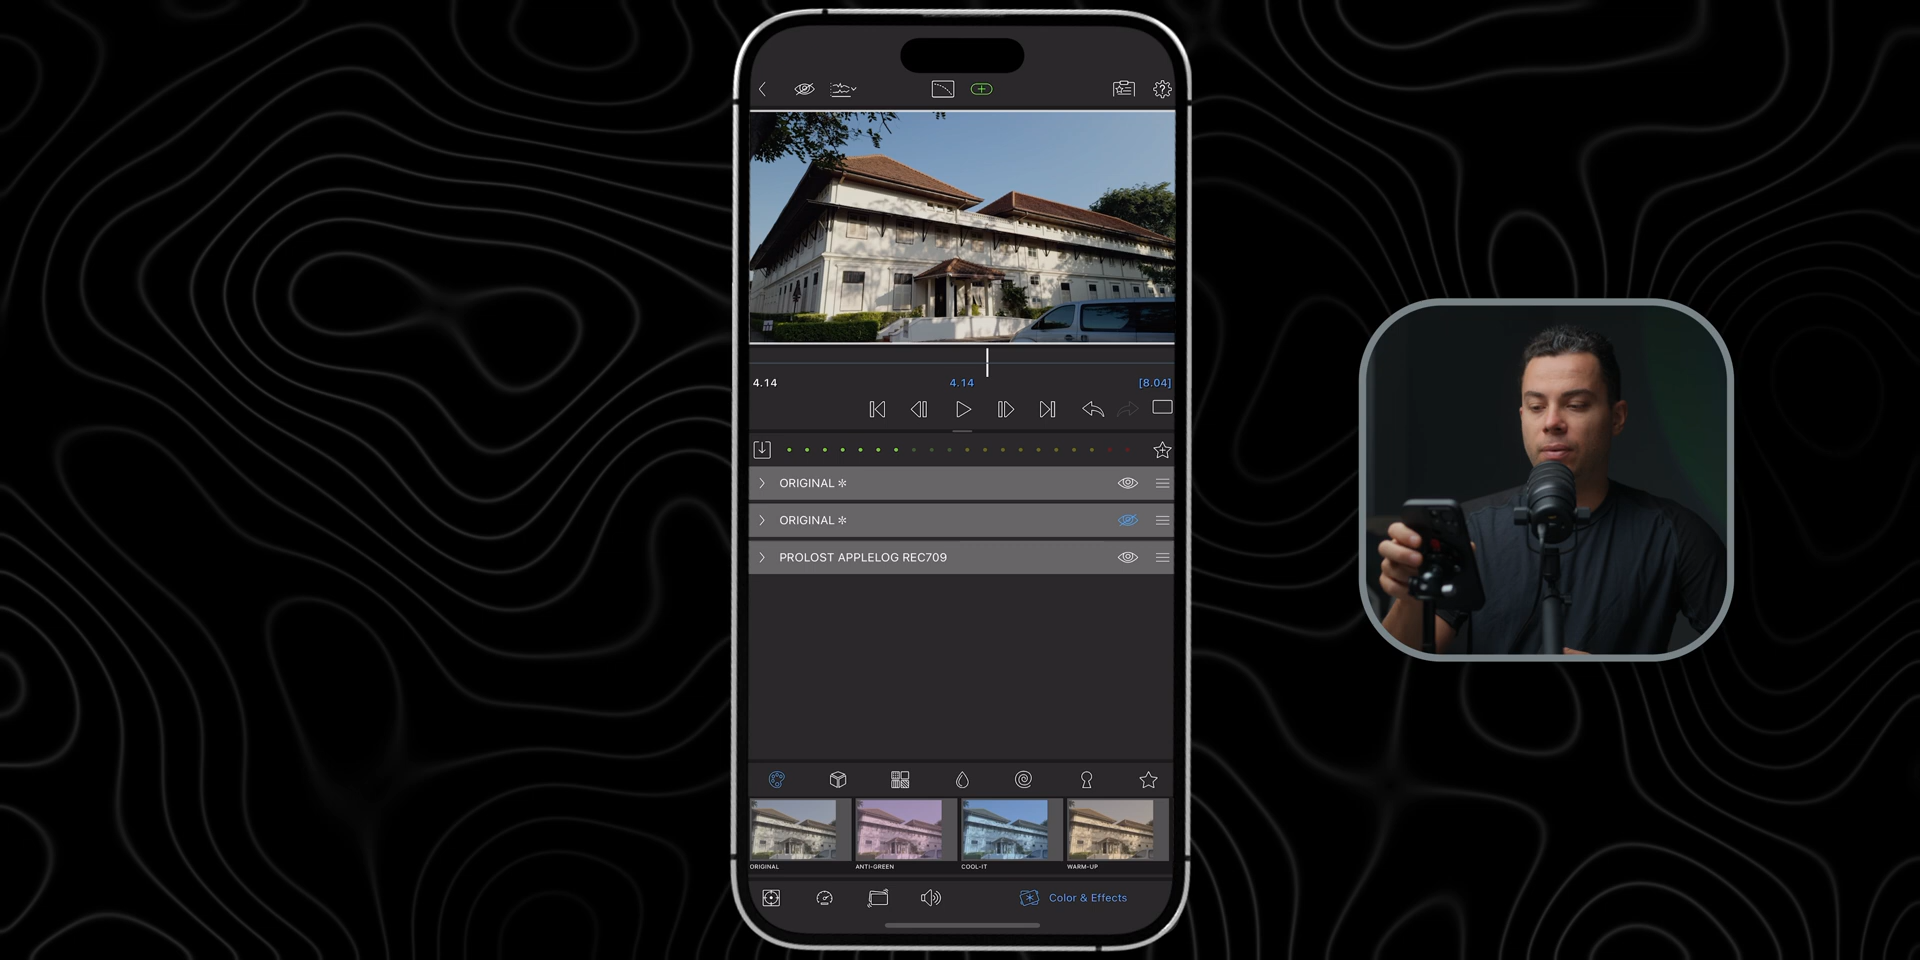 4.14
4.14
[8.04]
ORIGINAL ✲
ORIGINAL ✲
PROLOST APPLELOG REC709
ORIGINAL
ANTI-GREEN
COOL-IT
WARM-UP
Color & Effects